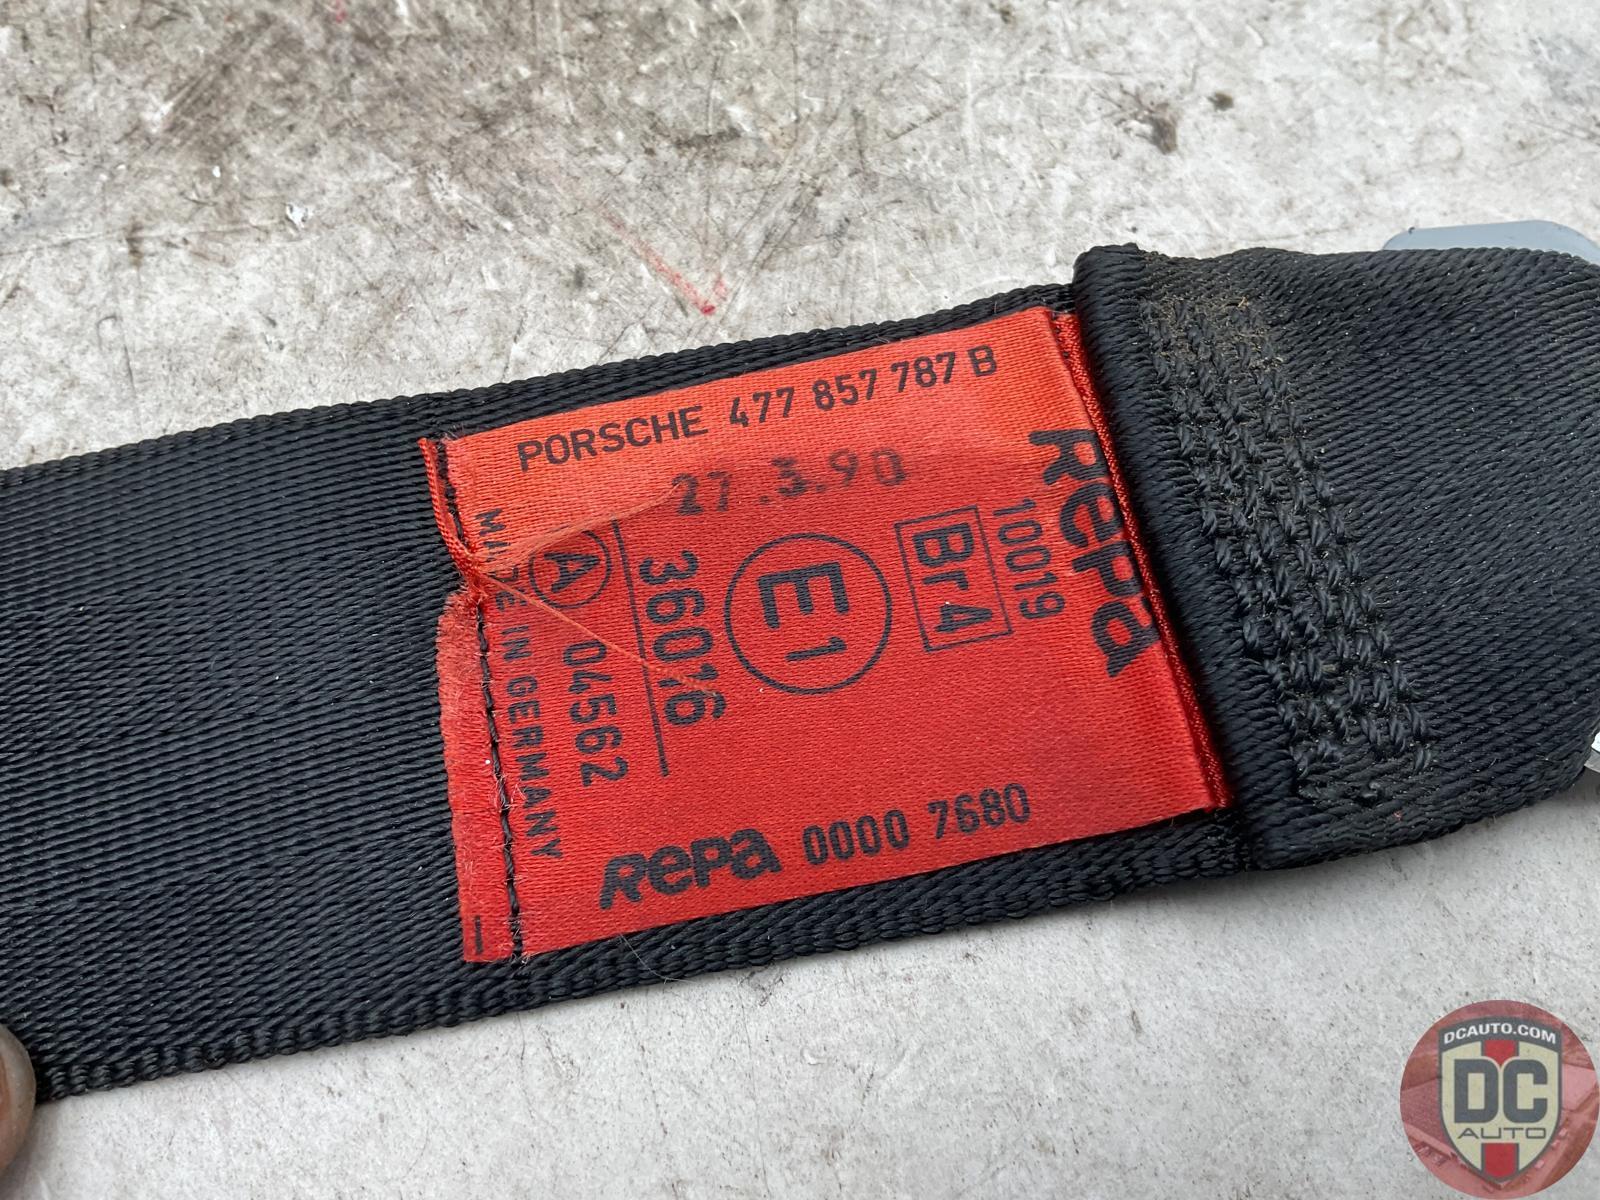 PORSCHE 477 857 787 B
27.3.90
Repa
10019
Br4
E1
36016
A 04562
MADE IN GERMANY
Repa 0000 7680
DCAUTO.COM
DC
AUTO